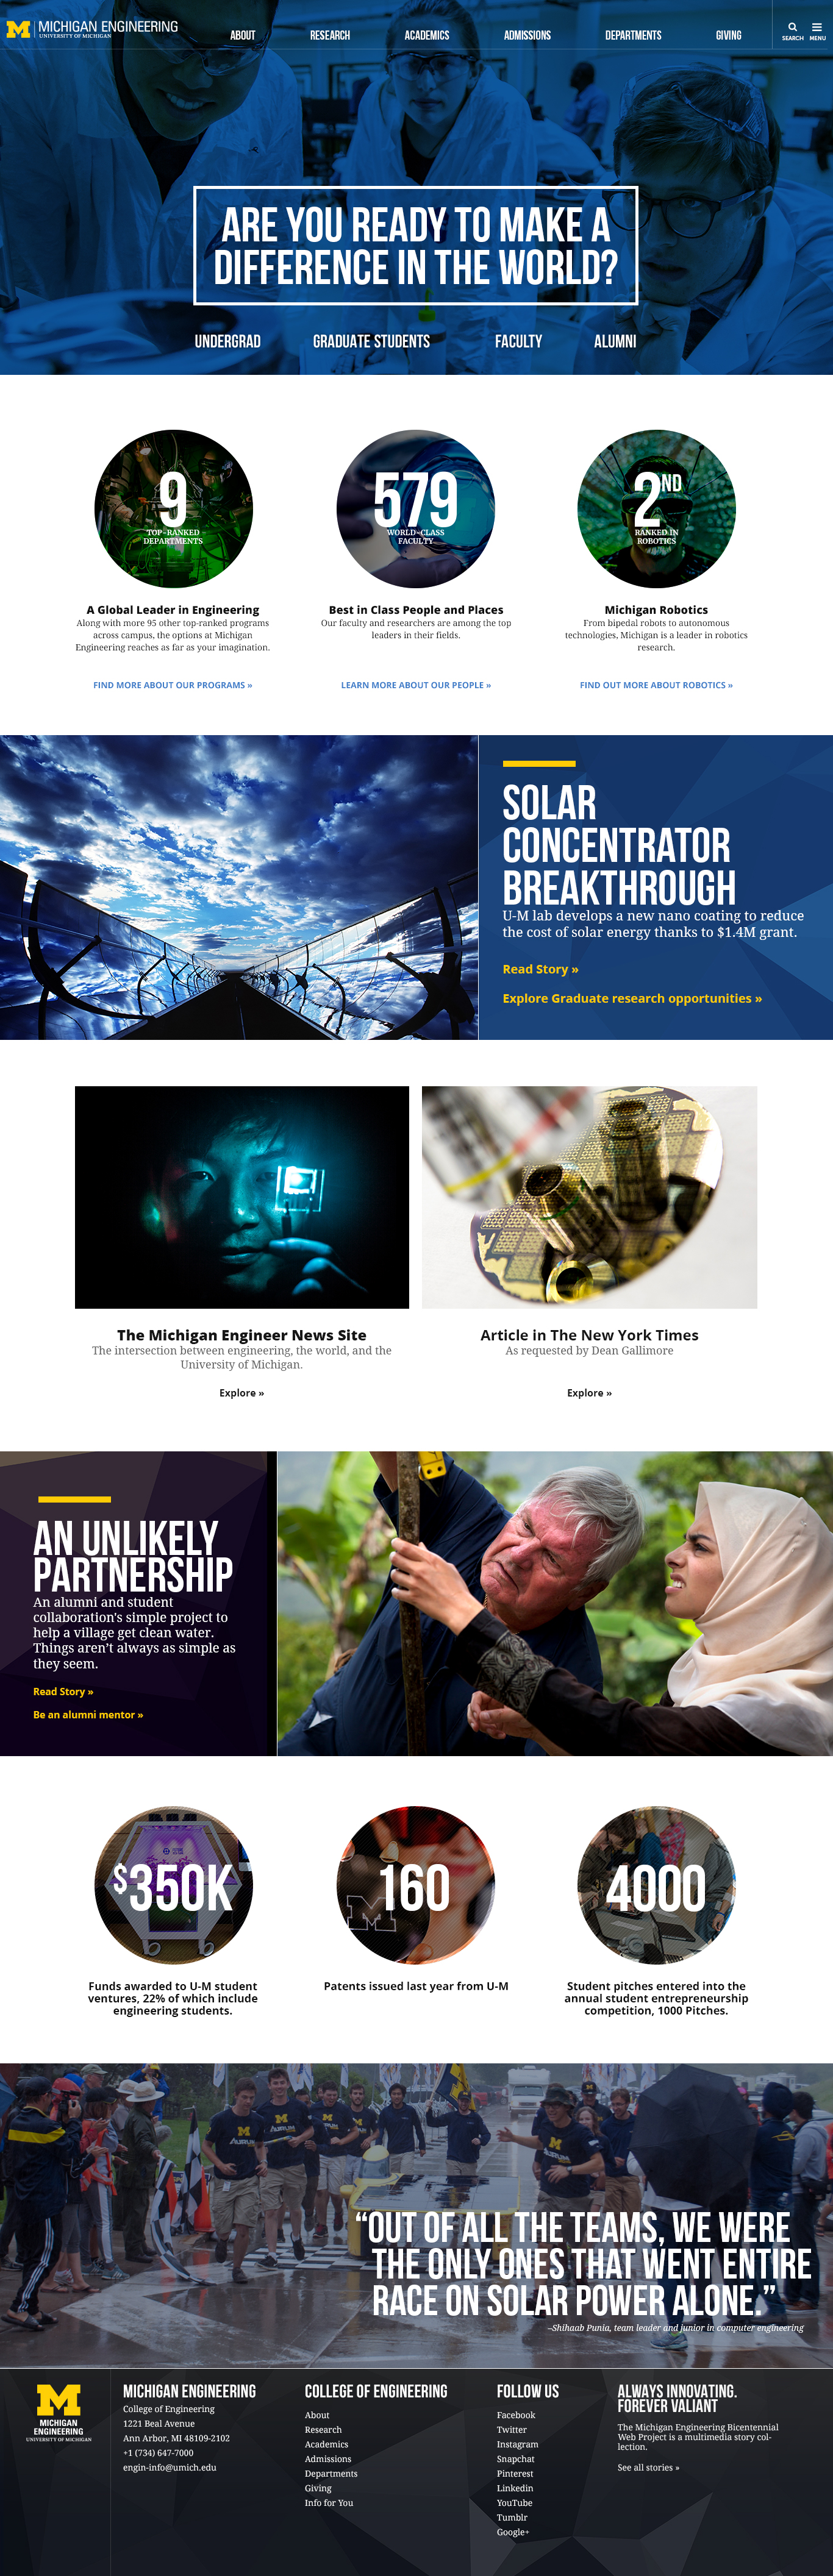 M MICHIGAN ENGINEERING
UNIVERSITY OF MICHIGAN
ABOUT
RESEARCH
ACADEMICS
ADMISSIONS
DEPARTMENTS
GIVING
SEARCH
MENU
ARE YOU READY TO MAKE A
DIFFERENCE IN THE WORLD?
UNDERGRAD
GRADUATE STUDENTS
FACULTY
ALUMNI
9
TOP-RANKED
DEPARTMENTS
A Global Leader in Engineering
Along with more 95 other top-ranked programs
across campus, the options at Michigan
Engineering reaches as far as your imagination.
FIND MORE ABOUT OUR PROGRAMS »
579
WORLD-CLASS
FACULTY
Best in Class People and Places
Our faculty and researchers are among the top
leaders in their fields.
LEARN MORE ABOUT OUR PEOPLE »
2ND
RANKED IN
ROBOTICS
Michigan Robotics
From bipedal robots to autonomous
technologies, Michigan is a leader in robotics
research.
FIND OUT MORE ABOUT ROBOTICS »
SOLAR
CONCENTRATOR
BREAKTHROUGH
U-M lab develops a new nano coating to reduce
the cost of solar energy thanks to $1.4M grant.
Read Story »
Explore Graduate research opportunities »
The Michigan Engineer News Site
The intersection between engineering, the world, and the
University of Michigan.
Explore »
Article in The New York Times
As requested by Dean Gallimore
Explore »
AN UNLIKELY
PARTNERSHIP
An alumni and student
collaboration's simple project to
help a village get clean water.
Things aren't always as simple as
they seem.
Read Story »
Be an alumni mentor »
$350K
Funds awarded to U-M student
ventures, 22% of which include
engineering students.
M
160
Patents issued last year from U-M
4000
Student pitches entered into the
annual student entrepreneurship
competition, 1000 Pitches.
“OUT OF ALL THE TEAMS, WE WERE
THE ONLY ONES THAT WENT ENTIRE
RACE ON SOLAR POWER ALONE.”
–Shihaab Punia, team leader and junior in computer engineering
M
MICHIGAN
ENGINEERING
UNIVERSITY OF MICHIGAN
MICHIGAN ENGINEERING
College of Engineering
1221 Beal Avenue
Ann Arbor, MI 48109-2102
+1 (734) 647-7000
engin-info@umich.edu
COLLEGE OF ENGINEERING
About
Research
Academics
Admissions
Departments
Giving
Info for You
FOLLOW US
Facebook
Twitter
Instagram
Snapchat
Pinterest
Linkedin
YouTube
Tumblr
Google+
ALWAYS INNOVATING.
FOREVER VALIANT
The Michigan Engineering Bicentennial
Web Project is a multimedia story col-
lection.
See all stories »